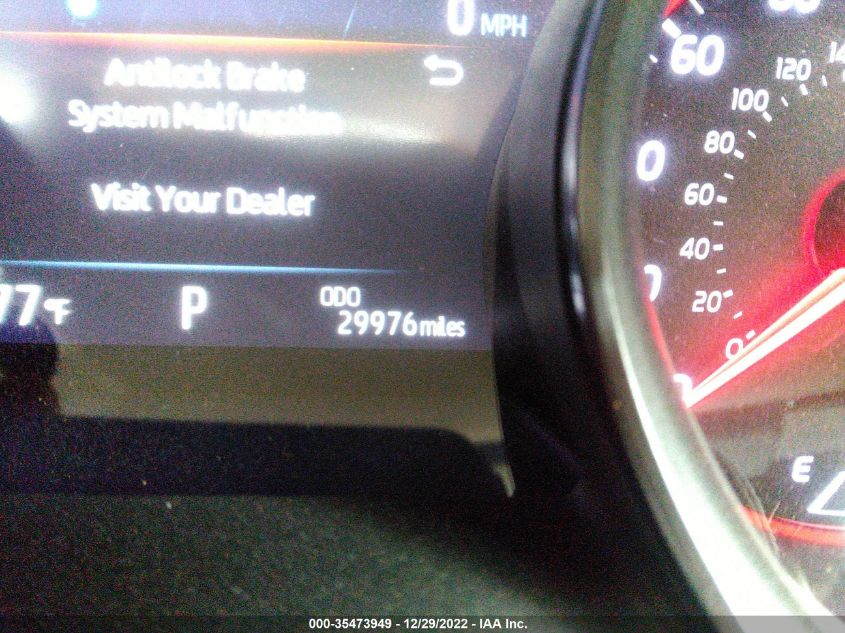 0 MPH
Antilock Brake
System Malfunction
Visit Your Dealer
77°F
P
ODO
29976 miles
60
120
100
80
60
40
20
0
E
000-35473949 - 12/29/2022 - IAA Inc.